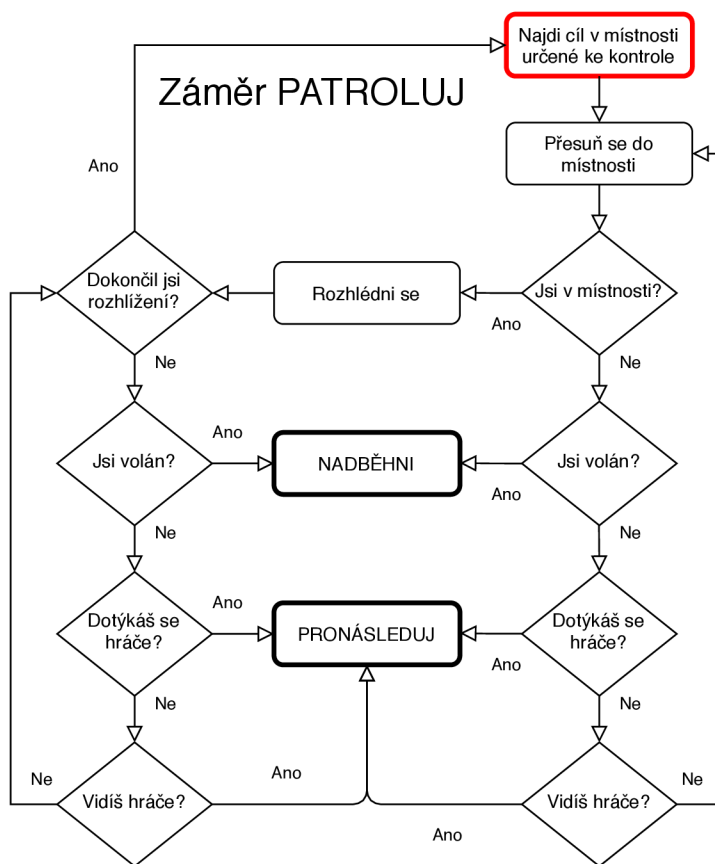 Najdi cíl v místnosti
určené ke kontrole
Záměr PATROLUJ
Přesuň se do
místnosti
Ano
Dokončil jsi
rozhlížení?
Rozhlédni se
Jsi v místnosti?
Ano
Ne
Ne
Jsi volán?
Ano
NADBĚHNI
Ano
Jsi volán?
Ne
Ne
Dotýkáš se
hráče?
Ano
PRONÁSLEDUJ
Ano
Dotýkáš se
hráče?
Ne
Ne
Ne
Vidíš hráče?
Ano
Ano
Vidíš hráče?
Ne